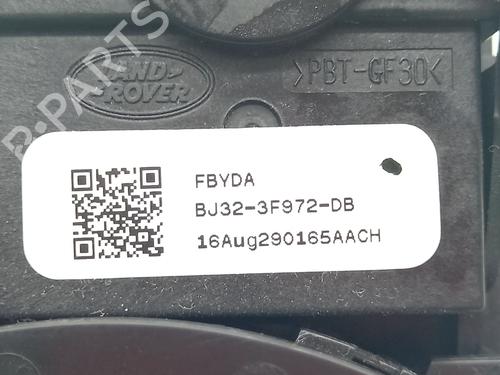 LAND
ROVER
>PBT-GF30<
B-PARTS
FBYDA
BJ32-3F972-DB
16Aug290165AACH